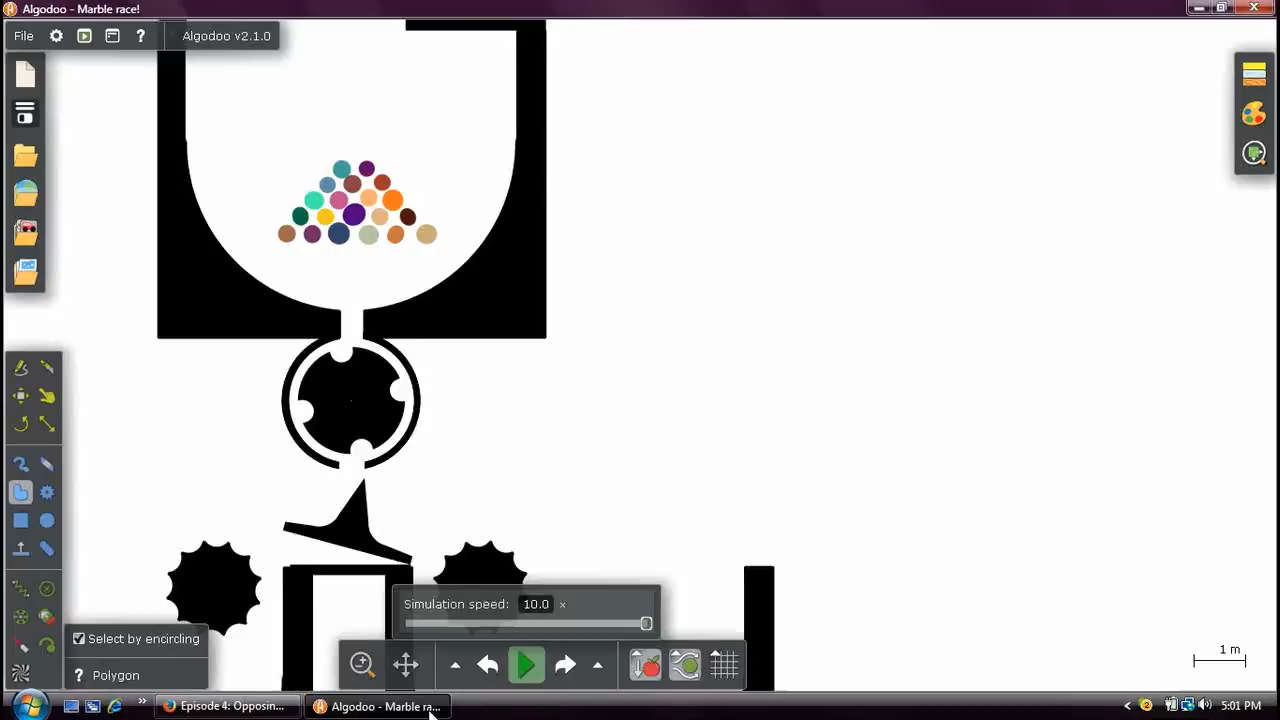 Algodoo - Marble race!
File
?
Algodoo v2.1.0
Simulation speed: 10.0 ×
Select by encircling
? Polygon
1 m
Episode 4: Opposin...
Algodoo - Marble ra...
2
5:01 PM